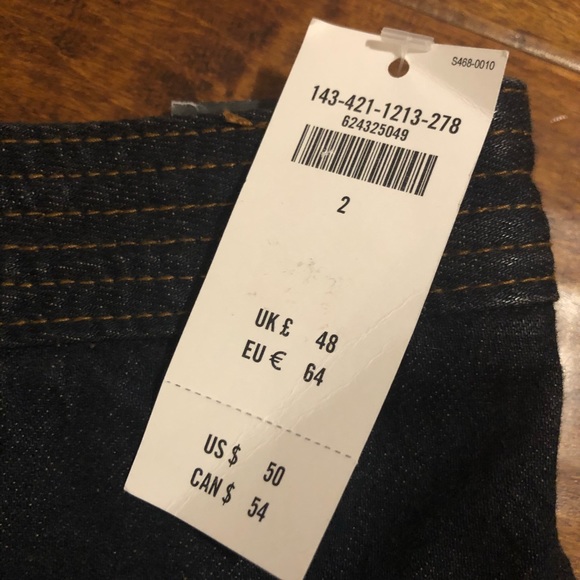 S468-0010
143-421-1213-278
624325049
2
UK £ 48
EU € 64
US $ 50
CAN $ 54